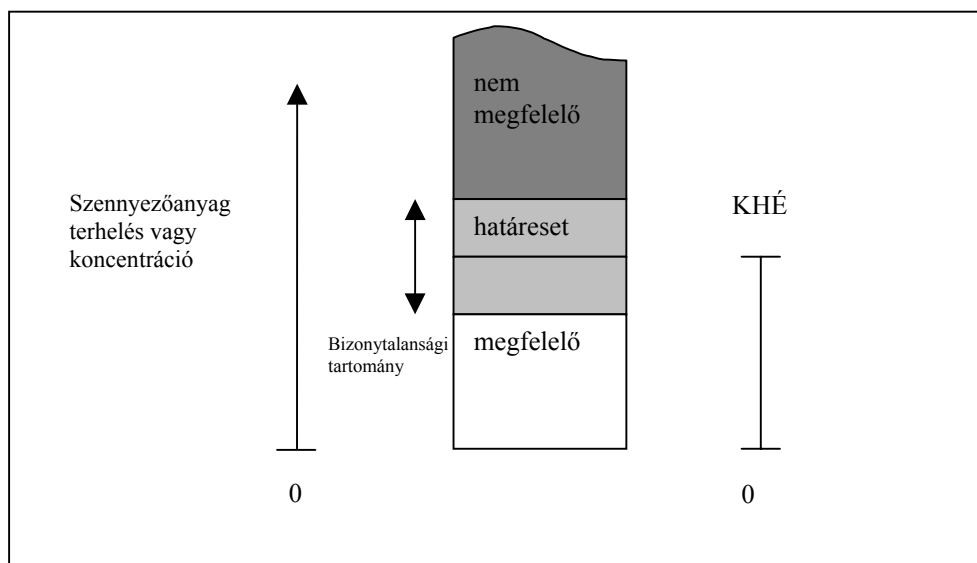 nem
megfelelő
Szennyezőanyag
terhelés vagy
koncentráció
határeset
KHÉ
Bizonytalansági
tartomány
megfelelő
0
0